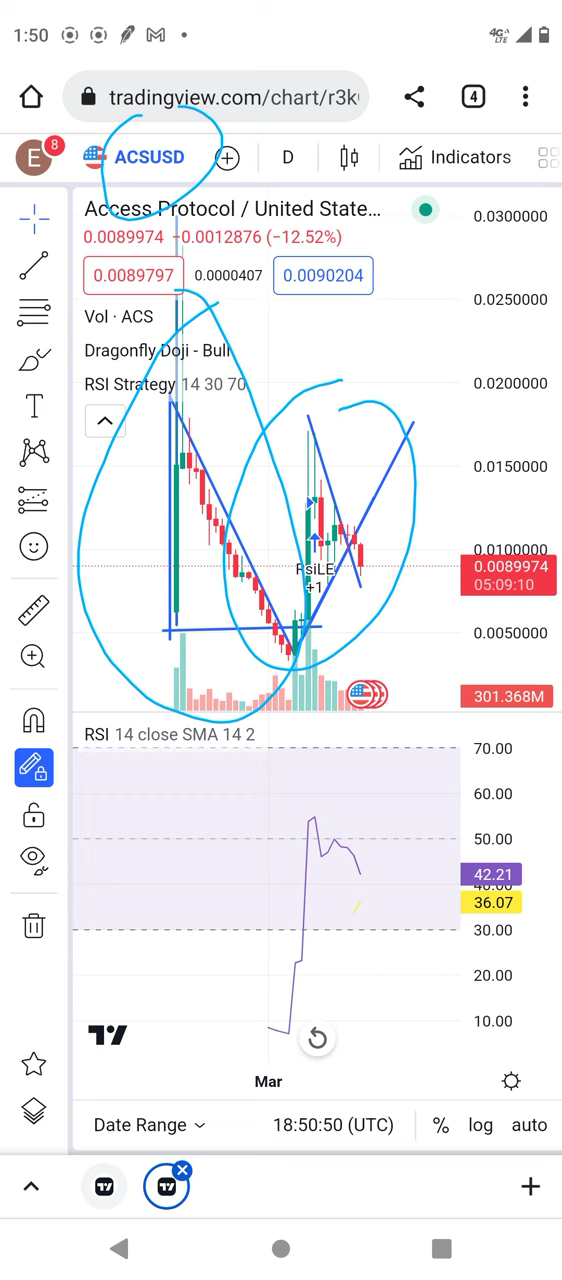 1:50 4G LTE
tradingview.com/chart/r3k 4
E 8 ACSUSD D Indicators
Access Protocol / United State...
0.0089974 −0.0012876 (−12.52%)
0.0089797 0.0000407 0.0090204
Vol · ACS
Dragonfly Doji - Bull
RSI Strategy 14 30 70
0.0300000
0.0250000
0.0200000
0.0150000
0.0100000
0.0089974
05:09:10
0.0050000
301.368M
RsiLE
+1
RSI 14 close SMA 14 2
70.00
60.00
50.00
42.21
40.00
36.07
30.00
20.00
10.00
Mar
Date Range 18:50:50 (UTC) % log auto